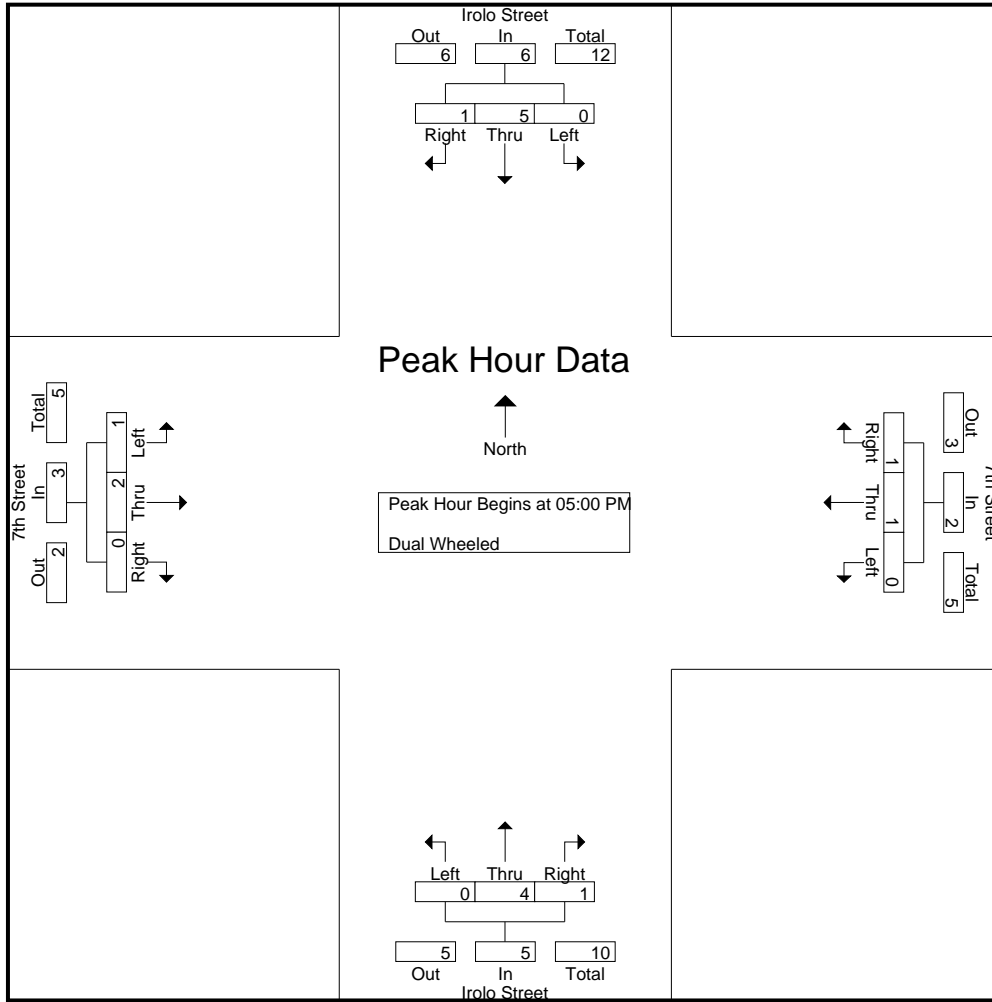 Irolo Street
Out In Total
6 6 12
1 5 0
Right Thru Left
Peak Hour Data
North
Peak Hour Begins at 05:00 PM
Dual Wheeled
7th Street
Total In Out
5 3 2
1 2 0
Left Thru Right
7th Street
Out In Total
3 2 5
1 1 0
Right Thru Left
Left Thru Right
0 4 1
5 5 10
Out In Total
Irolo Street